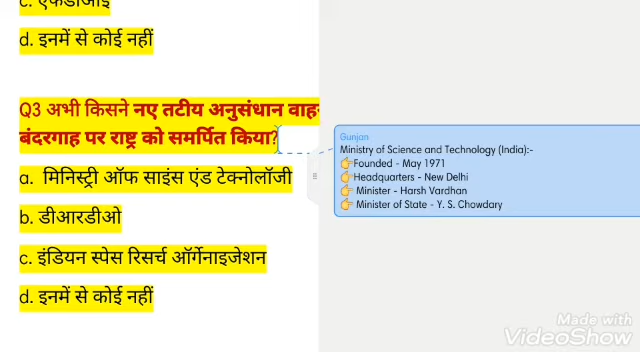 c. एफडीआई
d. इनमें से कोई नहीं
Q3 अभी किसने नए तटीय अनुसंधान
बंदरगाह पर राष्ट्र को समर्पित किया?
a. मिनिस्ट्री ऑफ साइंस एंड टेक्नोलॉजी
b. डीआरडीओ
c. इंडियन स्पेस रिसर्च ऑर्गेनाइजेशन
d. इनमें से कोई नहीं
Gunjan
Ministry of Science and Technology (India):-
👉Founded - May 1971
👉Headquarters - New Delhi
👉 Minister - Harsh Vardhan
👉 Minister of State - Y. S. Chowdary
Made with
VideoShow